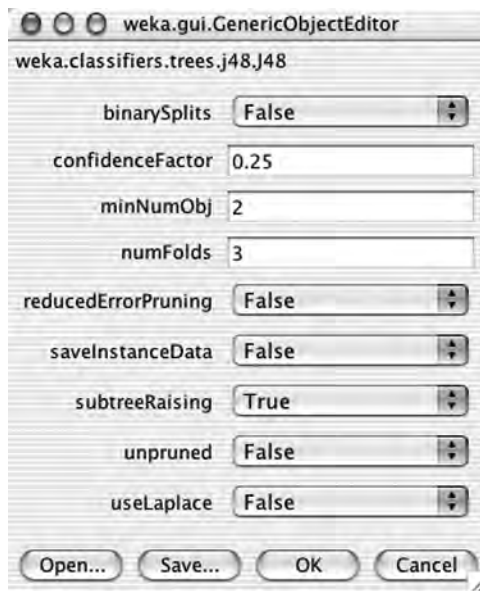 weka.gui.GenericObjectEditor
weka.classifiers.trees.j48.J48
binarySplits False
confidenceFactor 0.25
minNumObj 2
numFolds 3
reducedErrorPruning False
saveInstanceData False
subtreeRaising True
unpruned False
useLaplace False
Open... Save... OK Cancel